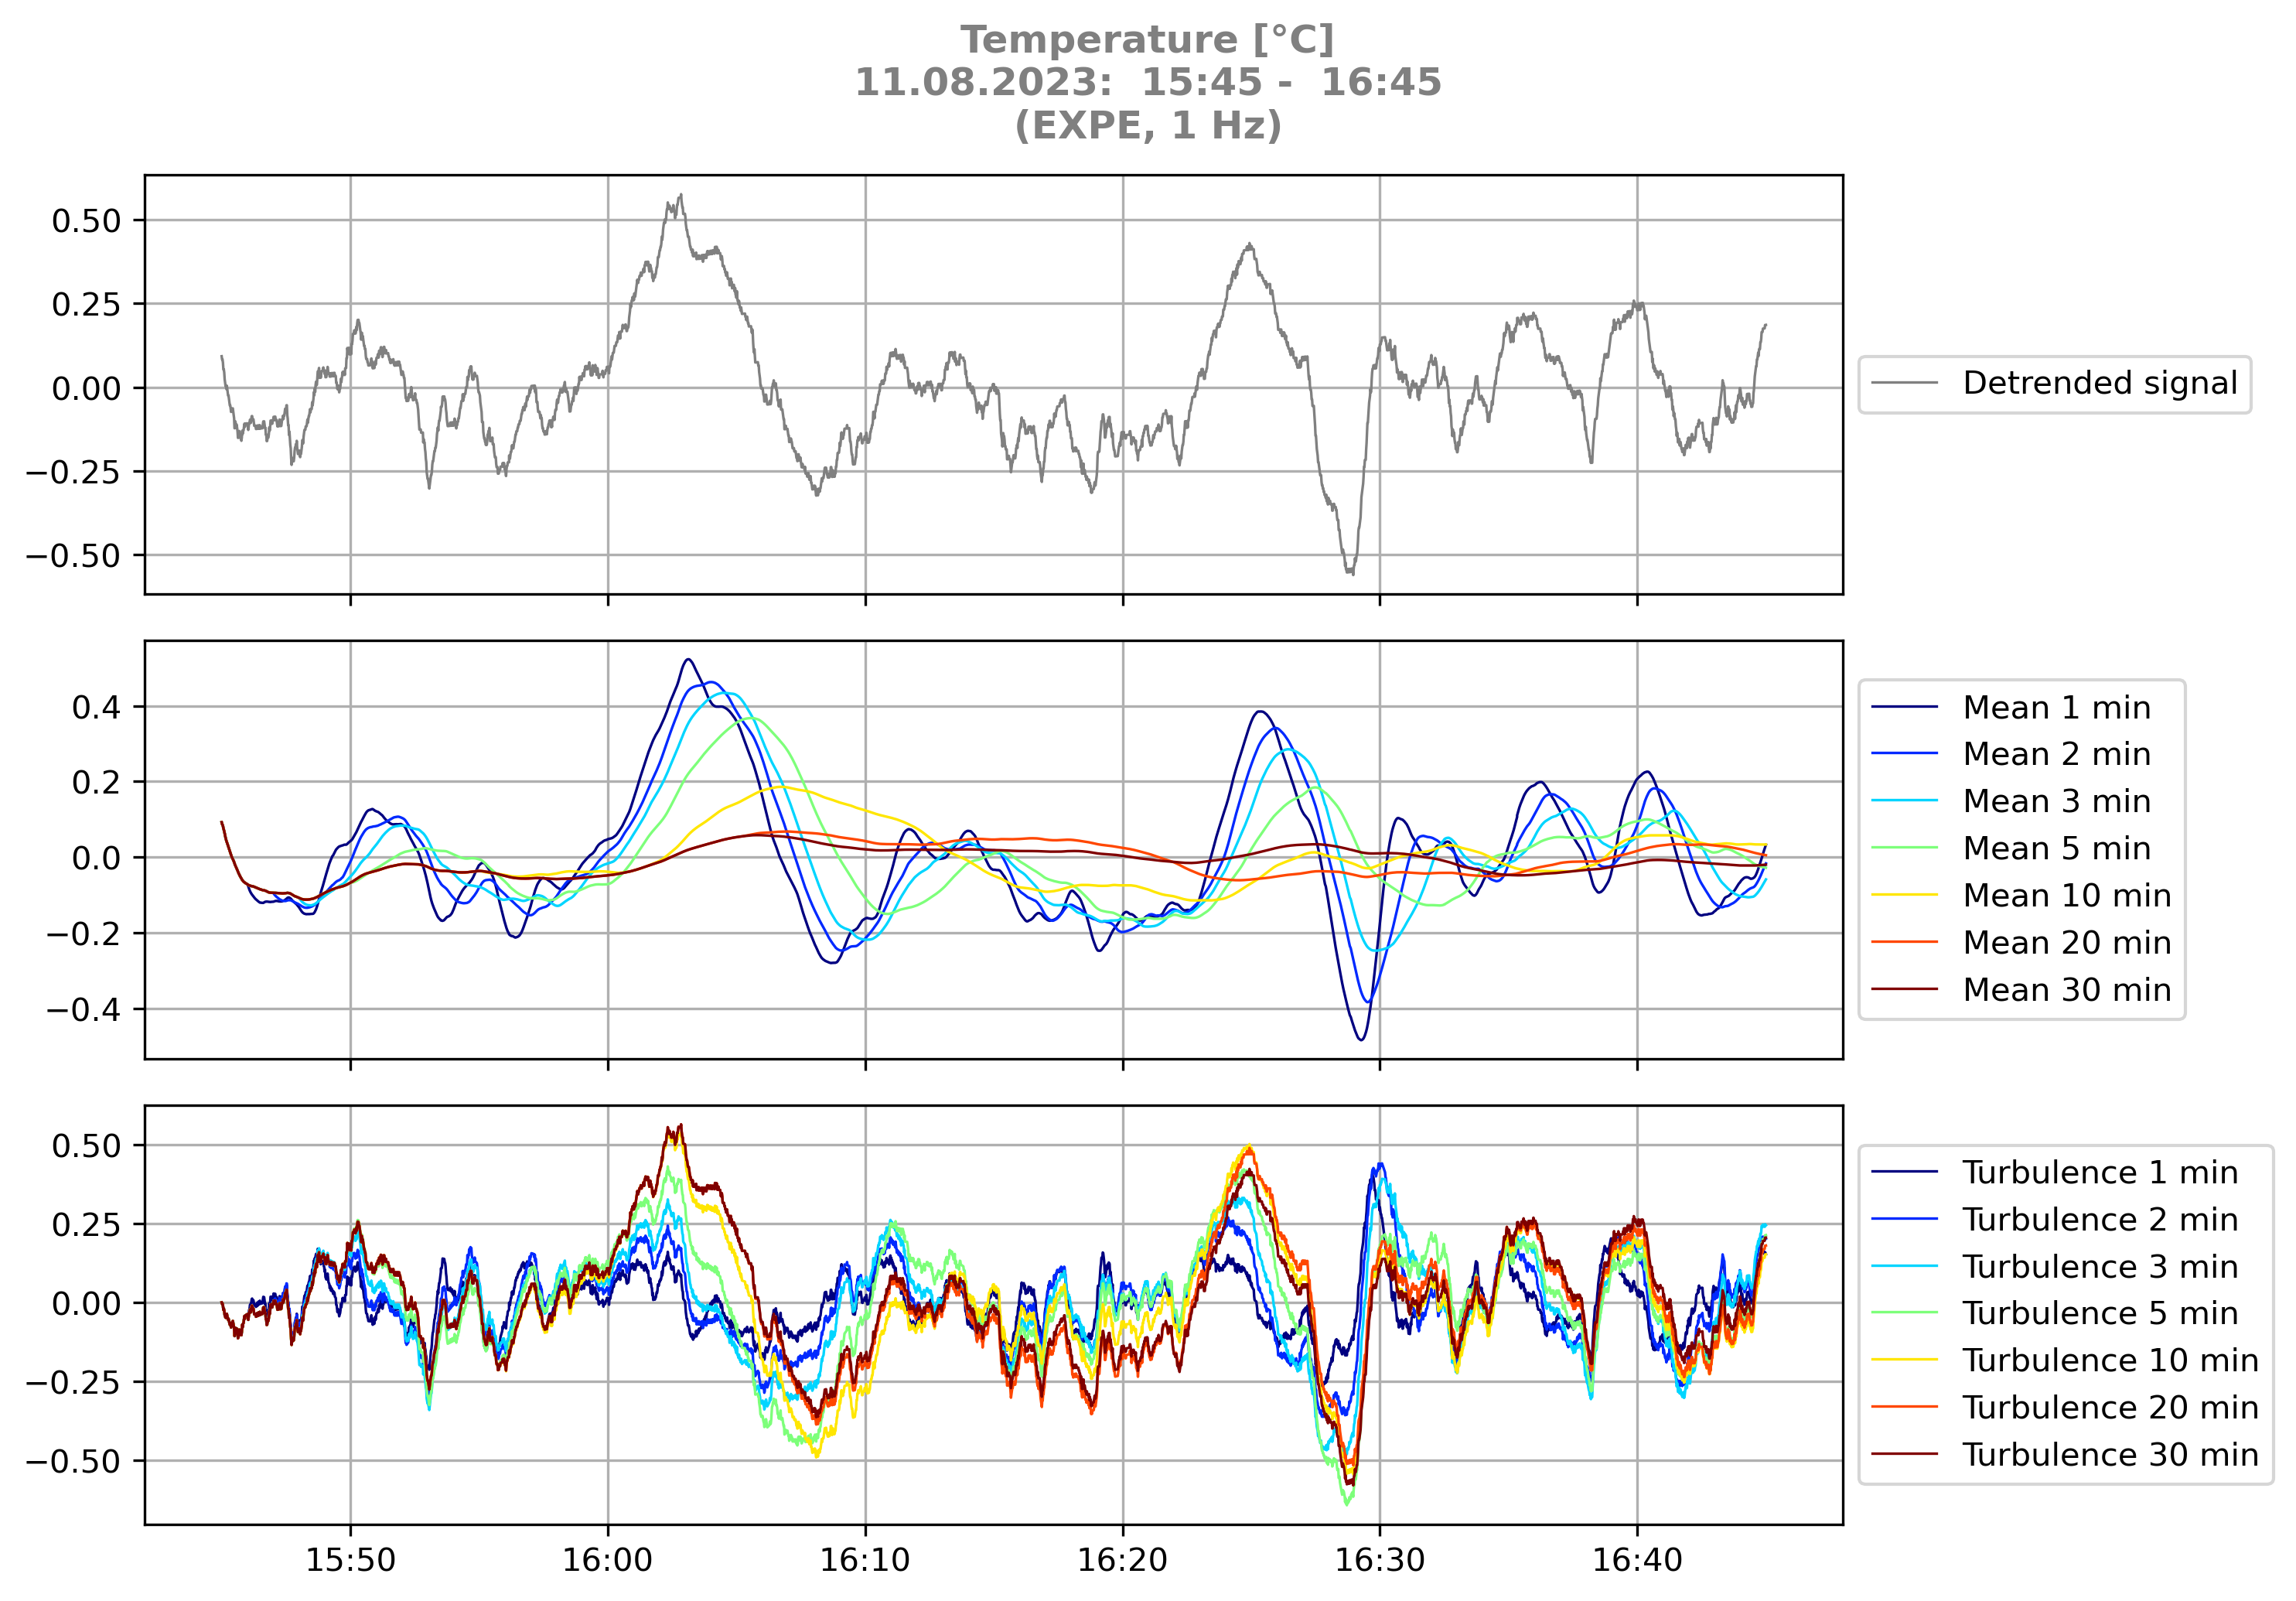 Temperature [°C]
11.08.2023:  15:45 -  16:45
(EXPE, 1 Hz)
0.50
0.25
0.00
−0.25
−0.50
Detrended signal
0.4
0.2
0.0
−0.2
−0.4
Mean 1 min
Mean 2 min
Mean 3 min
Mean 5 min
Mean 10 min
Mean 20 min
Mean 30 min
0.50
0.25
0.00
−0.25
−0.50
Turbulence 1 min
Turbulence 2 min
Turbulence 3 min
Turbulence 5 min
Turbulence 10 min
Turbulence 20 min
Turbulence 30 min
15:50 16:00 16:10 16:20 16:30 16:40